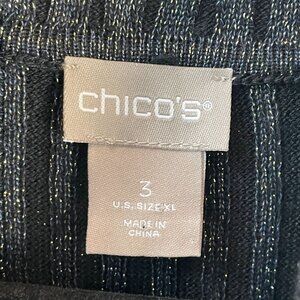 chico's®
3
U.S. SIZE XL
MADE IN
CHINA